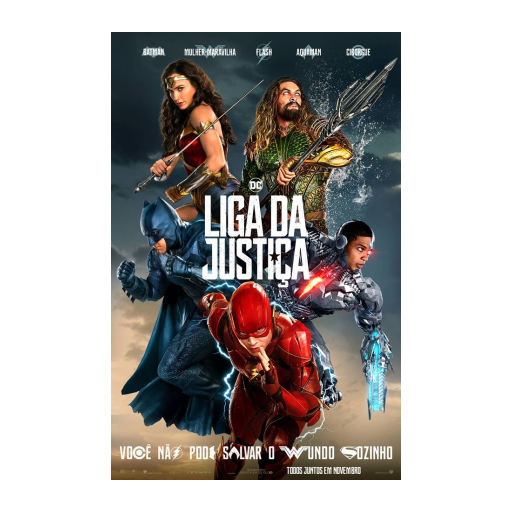 BATMAN MULHER-MARAVILHA FLASH AQUAMAN CIBORGUE
DC
LIGA DA
JUSTIÇA
VOCÊ NÃO PODE SALVAR O MUNDO SOZINHO
TODOS JUNTOS EM NOVEMBRO